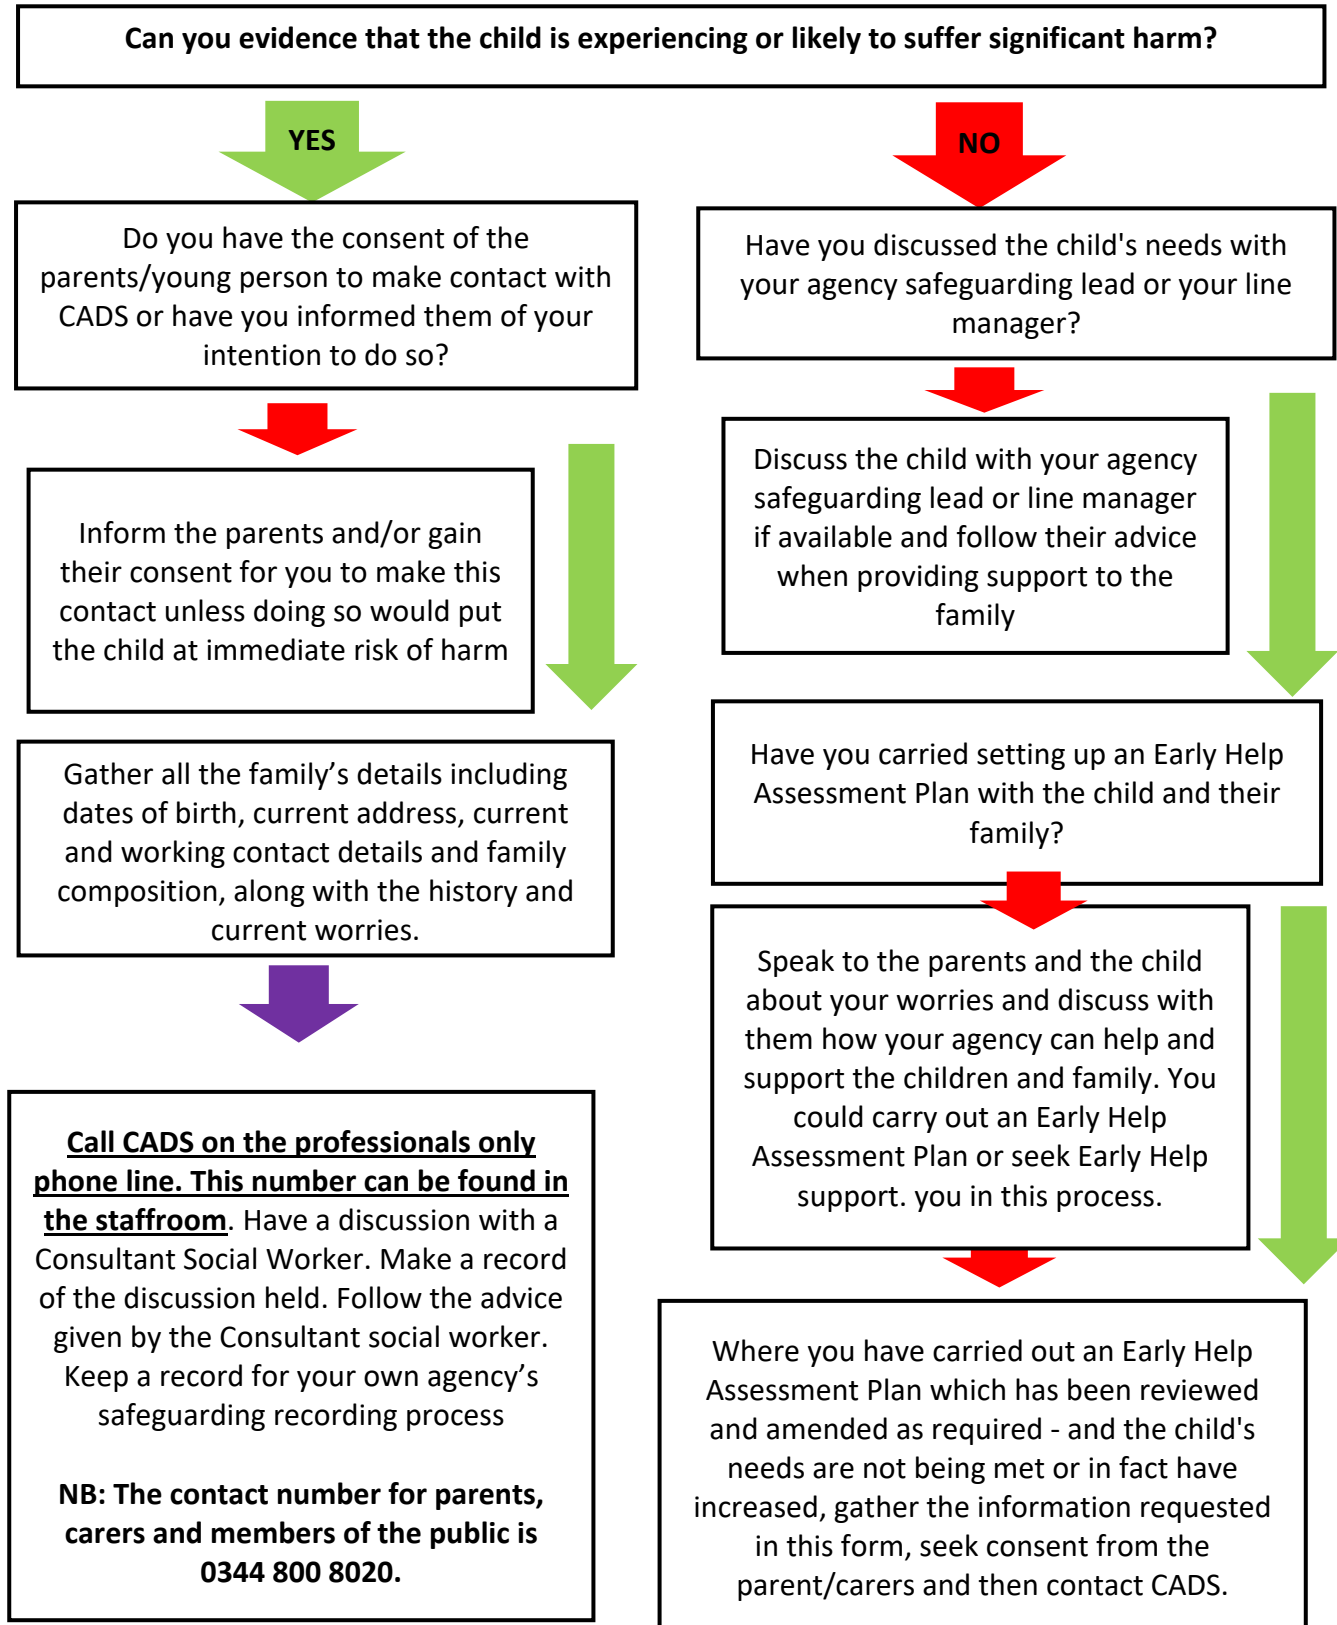 Can you evidence that the child is experiencing or likely to suffer significant harm?
YES
NO
Do you have the consent of the
parents/young person to make contact with
CADS or have you informed them of your
intention to do so?
Inform the parents and/or gain
their consent for you to make this
contact unless doing so would put
the child at immediate risk of harm
Gather all the family’s details including
dates of birth, current address, current
and working contact details and family
composition, along with the history and
current worries.
Call CADS on the professionals only
phone line. This number can be found in
the staffroom. Have a discussion with a
Consultant Social Worker. Make a record
of the discussion held. Follow the advice
given by the Consultant social worker.
Keep a record for your own agency’s
safeguarding recording process
NB: The contact number for parents,
carers and members of the public is
0344 800 8020.
Have you discussed the child's needs with
your agency safeguarding lead or your line
manager?
Discuss the child with your agency
safeguarding lead or line manager
if available and follow their advice
when providing support to the
family
Have you carried setting up an Early Help
Assessment Plan with the child and their
family?
Speak to the parents and the child
about your worries and discuss with
them how your agency can help and
support the children and family. You
could carry out an Early Help
Assessment Plan or seek Early Help
support. you in this process.
Where you have carried out an Early Help
Assessment Plan which has been reviewed
and amended as required - and the child's
needs are not being met or in fact have
increased, gather the information requested
in this form, seek consent from the
parent/carers and then contact CADS.